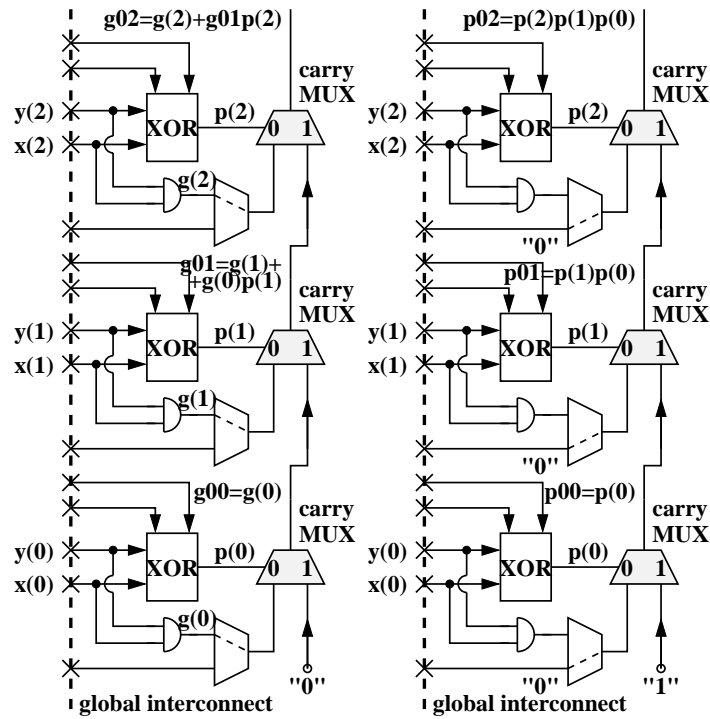 g02=g(2)+g01p(2)
carry
MUX
y(2)
x(2)
XOR
p(2)
0 1
g(2)
g01=g(1)+
+g(0)p(1)
carry
MUX
y(1)
x(1)
XOR
p(1)
0 1
g(1)
g00=g(0)
carry
MUX
y(0)
x(0)
XOR
p(0)
0 1
g(0)
"0"
global interconnect
p02=p(2)p(1)p(0)
carry
MUX
y(2)
x(2)
XOR
p(2)
0 1
"0"
p01=p(1)p(0)
carry
MUX
y(1)
x(1)
XOR
p(1)
0 1
"0"
p00=p(0)
carry
MUX
y(0)
x(0)
XOR
p(0)
0 1
"0"
"1"
global interconnect